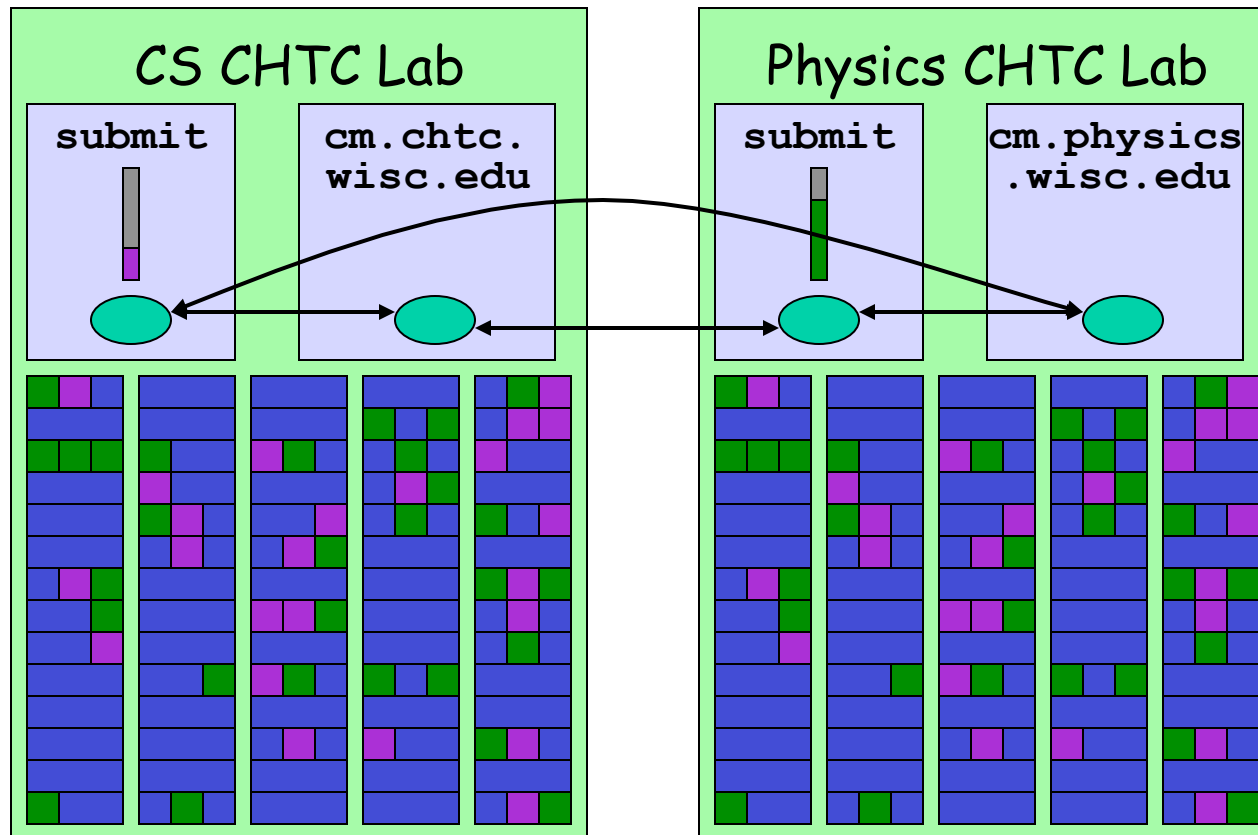 CS CHTC Lab
submit
cm.chtc.
wisc.edu
Physics CHTC Lab
submit
cm.physics
.wisc.edu